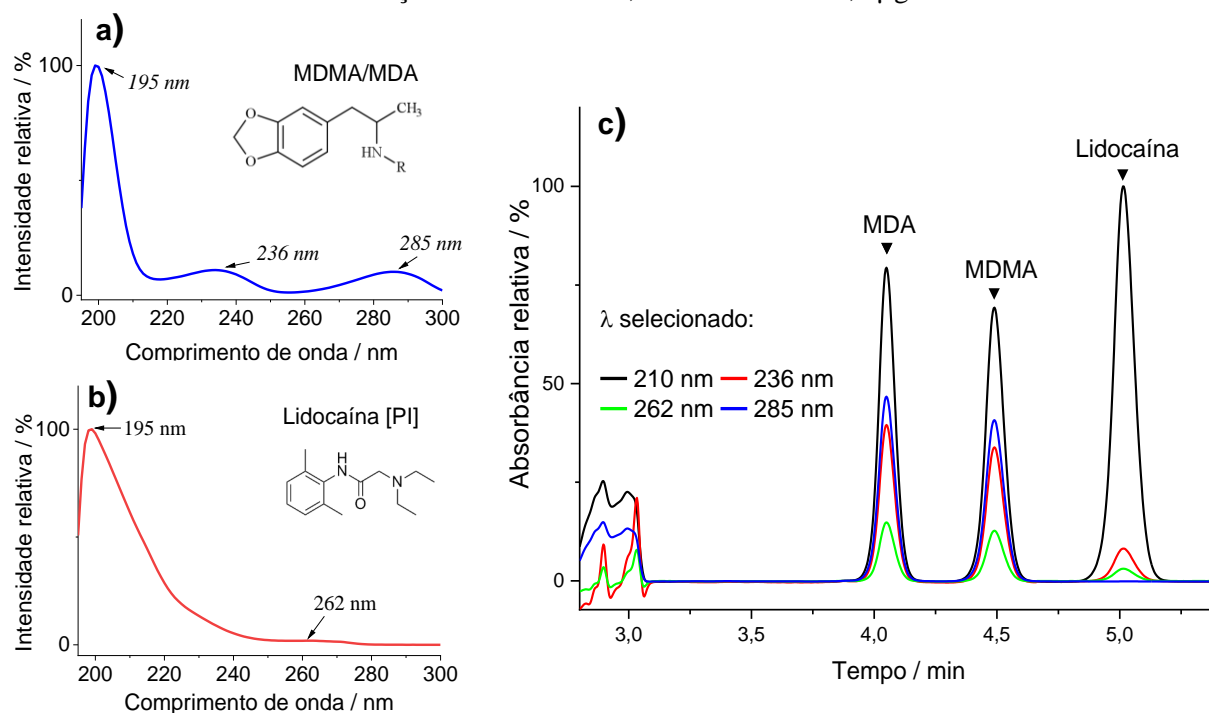 a)
Intensidade relativa / %
100
0
195 nm
MDMA/MDA
O
O
CH3
HN
R
236 nm
285 nm
200 220 240 260 280 300
Comprimento de onda / nm
b)
Intensidade relativa / %
100
0
195 nm
Lidocaína [PI]
H
N
O
N
262 nm
200 220 240 260 280 300
Comprimento de onda / nm
c)
Absorbância relativa / %
100
50
0
MDA
MDMA
Lidocaína
λ selecionado:
210 nm 236 nm
262 nm 285 nm
3,0 3,5 4,0 4,5 5,0
Tempo / min